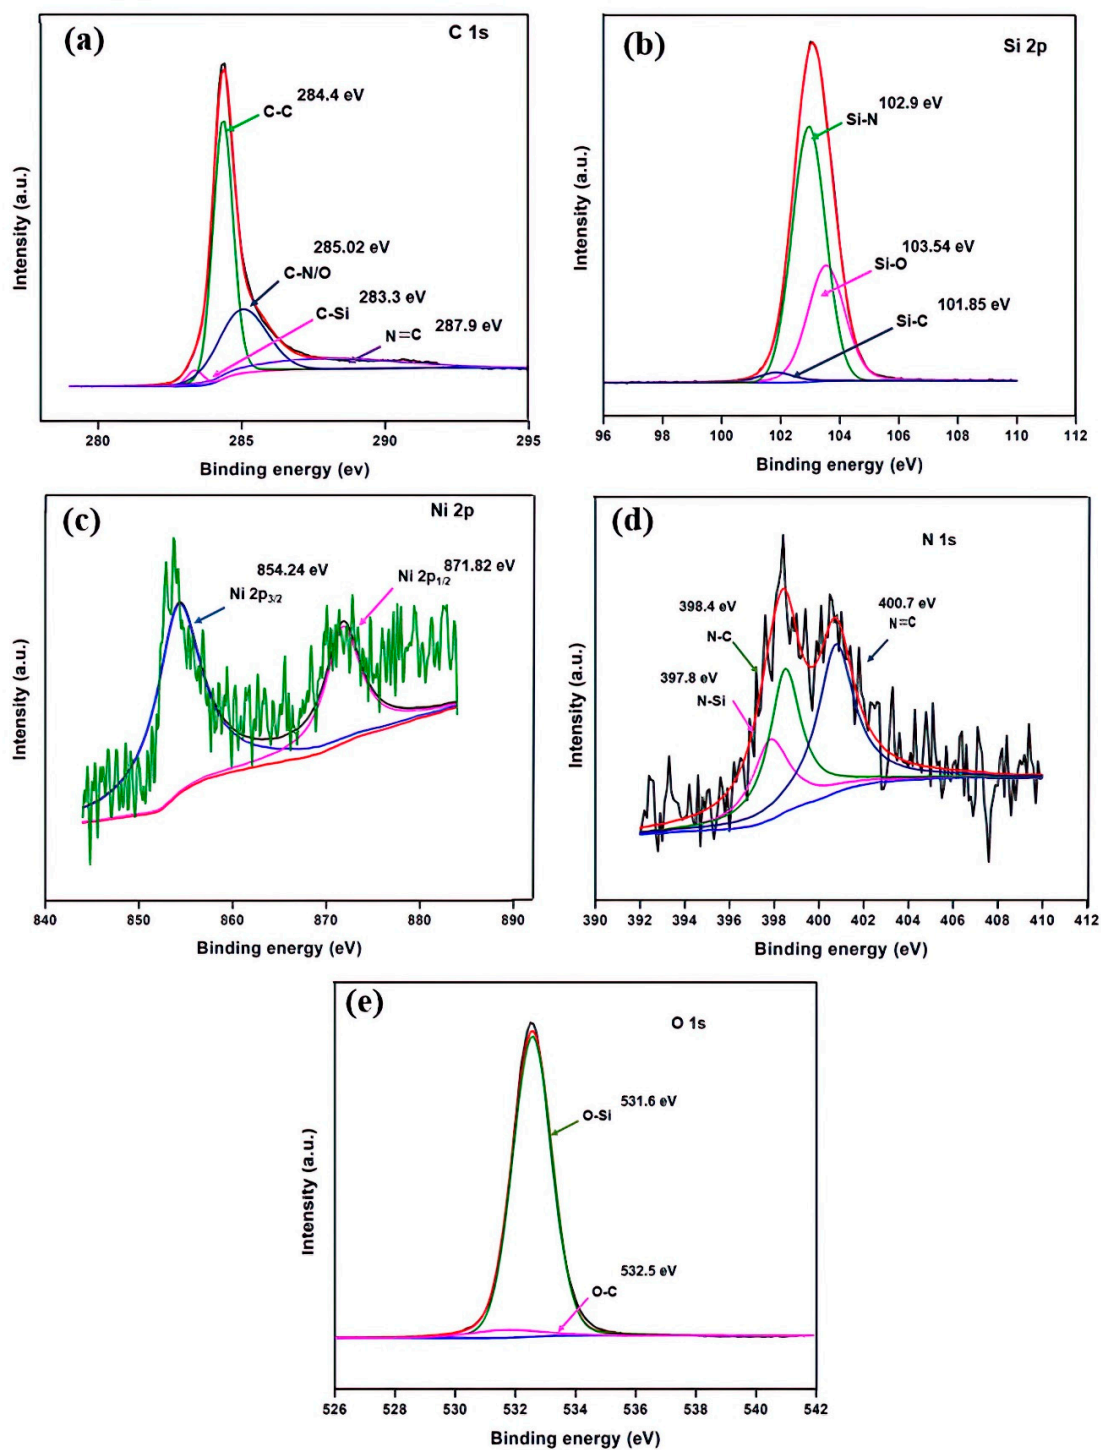 (a)
C 1s
284.4 eV
C-C
285.02 eV
C-N/O
283.3 eV
C-Si
287.9 eV
N=C
Intensity (a.u.)
280 285 290 295
Binding energy (ev)
(b)
Si 2p
102.9 eV
Si-N
103.54 eV
Si-O
101.85 eV
Si-C
Intensity (a.u.)
96 98 100 102 104 106 108 110 112
Binding energy (eV)
(c)
Ni 2p
854.24 eV
Ni 2p3/2
871.82 eV
Ni 2p1/2
Intensity (a.u.)
840 850 860 870 880 890
Binding energy (eV)
(d)
N 1s
398.4 eV
N-C
397.8 eV
N-Si
400.7 eV
N=C
Intensity (a.u.)
390 392 394 396 398 400 402 404 406 408 410 412
Binding energy (eV)
(e)
O 1s
O-Si 531.6 eV
532.5 eV
O-C
Intensity (a.u.)
526 528 530 532 534 536 538 540 542
Binding energy (eV)